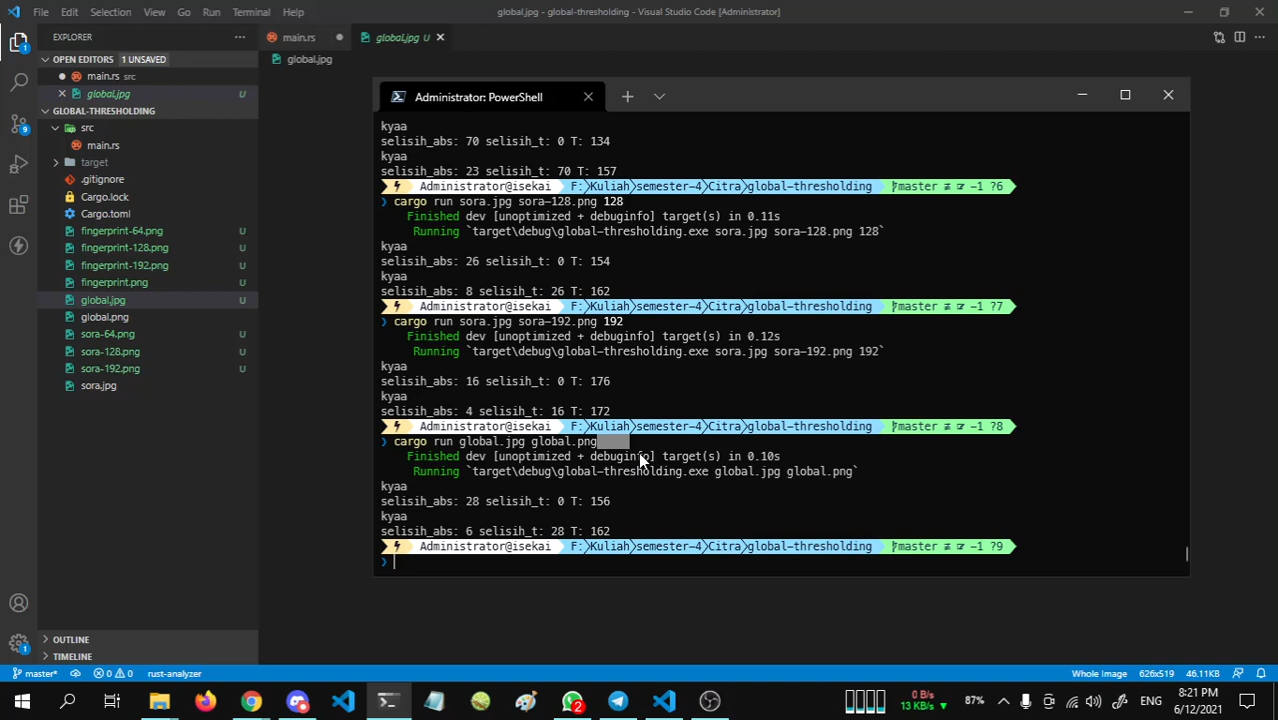 File Edit Selection View Go Run Terminal Help
global.jpg - global-thresholding - Visual Studio Code [Administrator]
EXPLORER
main.rs
global.jpg U
OPEN EDITORS 1 UNSAVED
global.jpg
main.rs src
global.jpg U
GLOBAL-THRESHOLDING
src
main.rs
target
.gitignore
Cargo.lock
Cargo.toml
fingerprint-64.png U
fingerprint-128.png U
fingerprint-192.png U
fingerprint.png U
global.jpg U
global.png
sora-64.png U
sora-128.png U
sora-192.png U
sora.jpg
OUTLINE
TIMELINE
Administrator: PowerShell
kyaa
selisih_abs: 70 selisih_t: 0 T: 134
kyaa
selisih_abs: 23 selisih_t: 70 T: 157
Administrator@isekai F: Kuliah semester-4 Citra global-thresholding master ≢ -1 ?6
❯ cargo run sora.jpg sora-128.png 128
Finished dev [unoptimized + debuginfo] target(s) in 0.11s
Running `target\debug\global-thresholding.exe sora.jpg sora-128.png 128`
kyaa
selisih_abs: 26 selisih_t: 0 T: 154
kyaa
selisih_abs: 8 selisih_t: 26 T: 162
Administrator@isekai F: Kuliah semester-4 Citra global-thresholding master ≢ -1 ?7
❯ cargo run sora.jpg sora-192.png 192
Finished dev [unoptimized + debuginfo] target(s) in 0.12s
Running `target\debug\global-thresholding.exe sora.jpg sora-192.png 192`
kyaa
selisih_abs: 16 selisih_t: 0 T: 176
kyaa
selisih_abs: 4 selisih_t: 16 T: 172
Administrator@isekai F: Kuliah semester-4 Citra global-thresholding master ≢ -1 ?8
❯ cargo run global.jpg global.png
Finished dev [unoptimized + debuginfo] target(s) in 0.10s
Running `target\debug\global-thresholding.exe global.jpg global.png`
kyaa
selisih_abs: 28 selisih_t: 0 T: 156
kyaa
selisih_abs: 6 selisih_t: 28 T: 162
Administrator@isekai F: Kuliah semester-4 Citra global-thresholding master ≢ -1 ?9
❯
master* 0 0 rust-analyzer
Whole Image 626x519 46.11KB
0 B/s
13 KB/s
87%
ENG
8:21 PM
6/12/2021